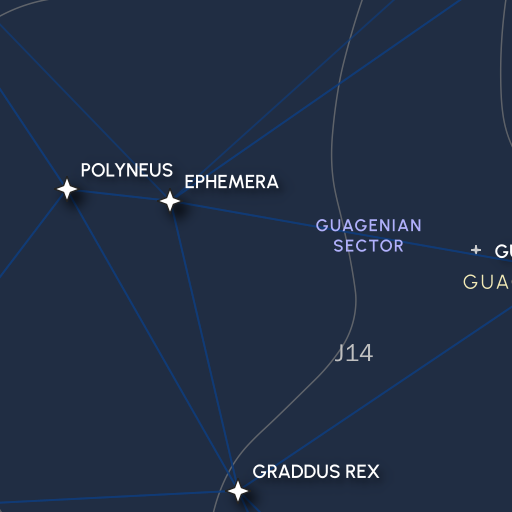 POLYNEUS
EPHEMERA
GUAGENIAN
SECTOR
J14
GRADDUS REX